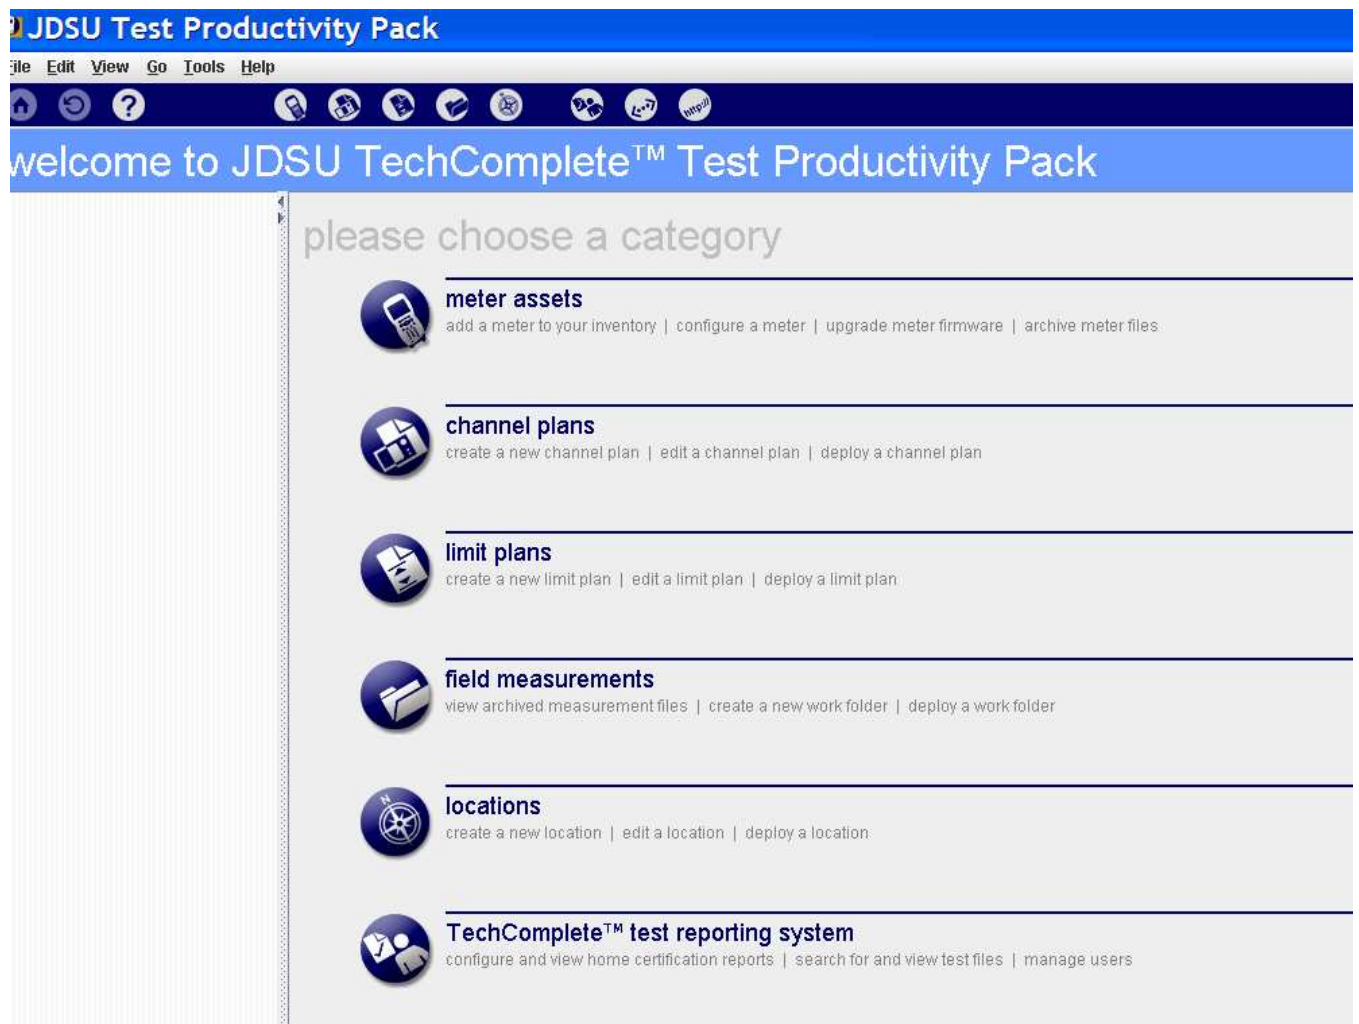 JDSU Test Productivity Pack
File Edit View Go Tools Help
? http://
welcome to JDSU TechComplete™ Test Productivity Pack
please choose a category
meter assets
add a meter to your inventory | configure a meter | upgrade meter firmware | archive meter files
channel plans
create a new channel plan | edit a channel plan | deploy a channel plan
limit plans
create a new limit plan | edit a limit plan | deploy a limit plan
field measurements
view archived measurement files | create a new work folder | deploy a work folder
N
locations
create a new location | edit a location | deploy a location
TechComplete™ test reporting system
configure and view home certification reports | search for and view test files | manage users